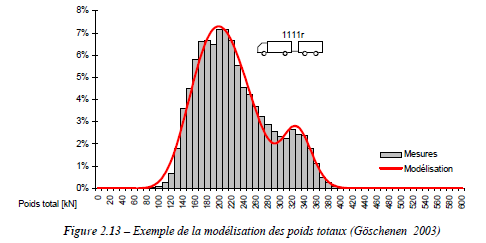 8%
7%
6%
5%
4%
3%
2%
1%
0%
1111r
Mesures
Modélisation
Poids total [kN]
0 20 40 60 80 100 120 140 160 180 200 220 240 260 280 300 320 340 360 380 400 420 440 460 480 500 520 540 560 580 600
Figure 2.13 – Exemple de la modélisation des poids totaux (Göschenen 2003)